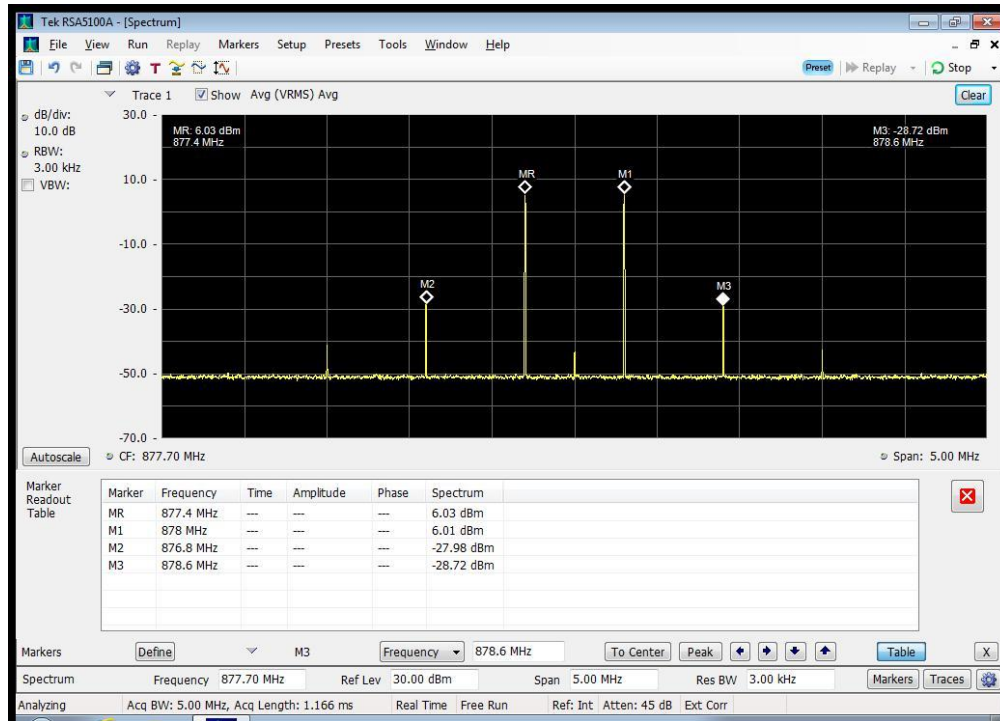 Tek RSA5100A - [Spectrum]
File View Run Replay Markers Setup Presets Tools Window Help
T Preset Replay Stop
Trace 1 Show Avg (VRMS) Avg Clear
dB/div:
10.0 dB
RBW:
3.00 kHz
VBW:
30.0 -
10.0 -
-10.0 -
-30.0 -
-50.0 -
-70.0 -
MR: 6.03 dBm
877.4 MHz
M3: -28.72 dBm
878.6 MHz
MR
M1
M2
M3
Autoscale CF: 877.70 MHz Span: 5.00 MHz
Marker
Readout
Table
Marker Frequency Time Amplitude Phase Spectrum
MR 877.4 MHz --- --- --- 6.03 dBm
M1 878 MHz --- --- --- 6.01 dBm
M2 876.8 MHz --- --- --- -27.98 dBm
M3 878.6 MHz --- --- --- -28.72 dBm
Markers Define M3 Frequency 878.6 MHz To Center Peak Table X
Spectrum Frequency 877.70 MHz Ref Lev 30.00 dBm Span 5.00 MHz Res BW 3.00 kHz Markers Traces
Analyzing Acq BW: 5.00 MHz, Acq Length: 1.166 ms Real Time Free Run Ref: Int Atten: 45 dB Ext Corr